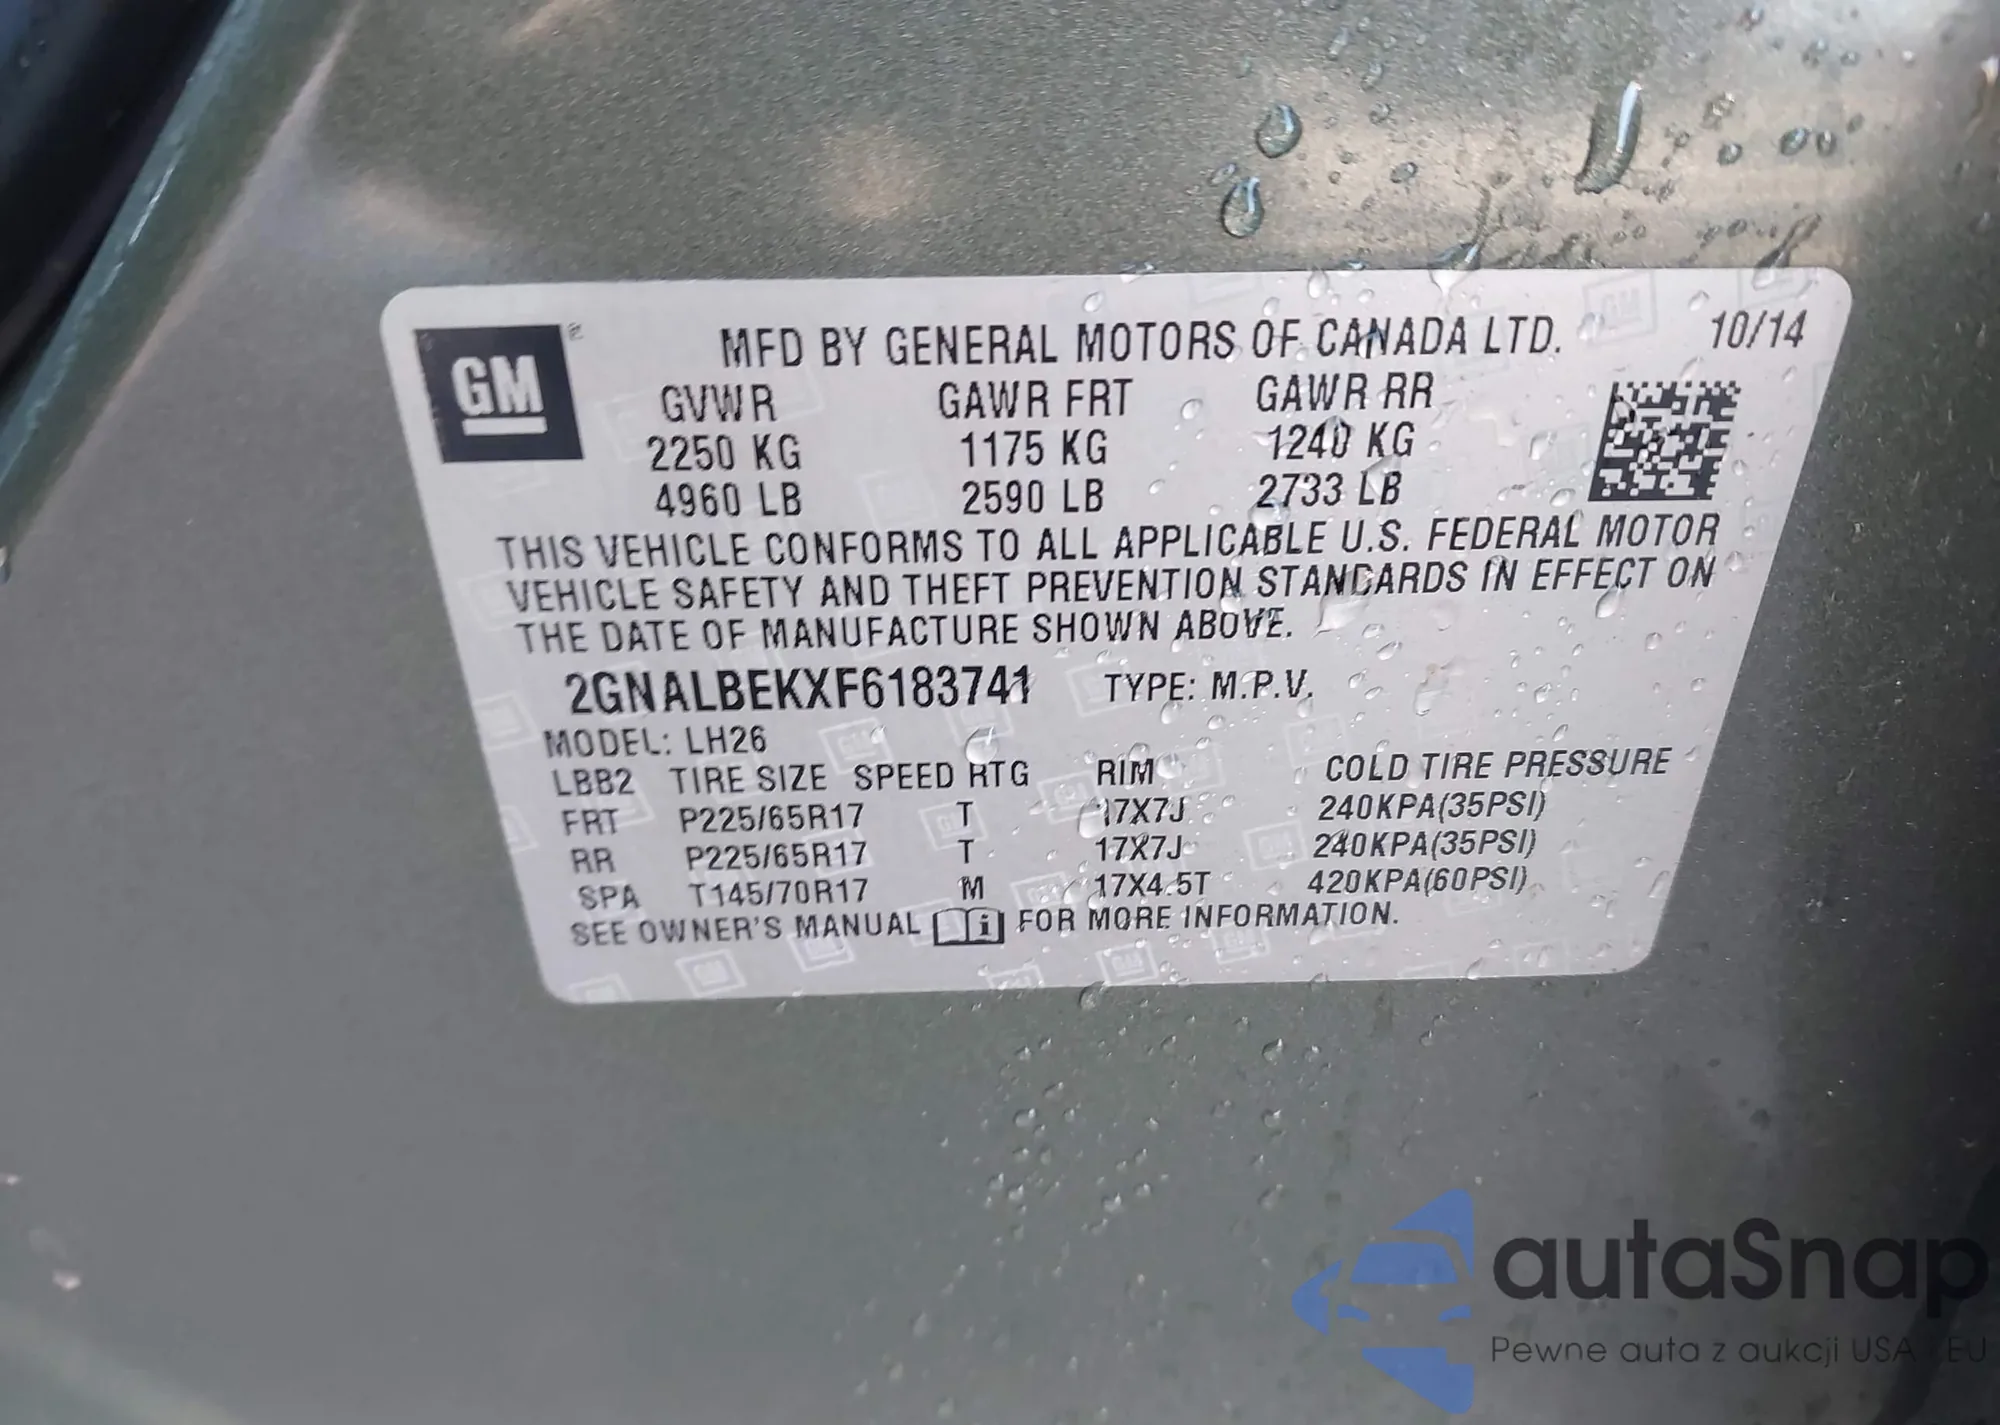 GM
MFD BY GENERAL MOTORS OF CANADA LTD. 10/14
GVWR GAWR FRT GAWR RR
2250 KG 1175 KG 1240 KG
4960 LB 2590 LB 2733 LB
THIS VEHICLE CONFORMS TO ALL APPLICABLE U.S. FEDERAL MOTOR
VEHICLE SAFETY AND THEFT PREVENTION STANDARDS IN EFFECT ON
THE DATE OF MANUFACTURE SHOWN ABOVE.
2GNALBEKXF6183741 TYPE: M.P.V.
MODEL: LH26
LBB2 TIRE SIZE SPEED RTG RIM COLD TIRE PRESSURE
FRT P225/65R17 T 17X7J 240KPA(35PSI)
RR P225/65R17 T 17X7J 240KPA(35PSI)
SPA T145/70R17 M 17X4.5T 420KPA(60PSI)
SEE OWNER'S MANUAL i FOR MORE INFORMATION.
autaSnap
Pewne auta z aukcji USA / EU